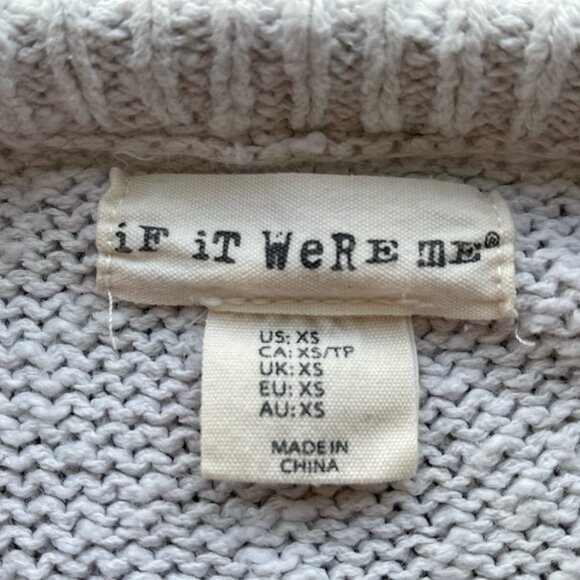 iF iT WeRE mE®
US: XS
CA: XS/TP
UK: XS
EU: XS
AU: XS
MADE IN
CHINA